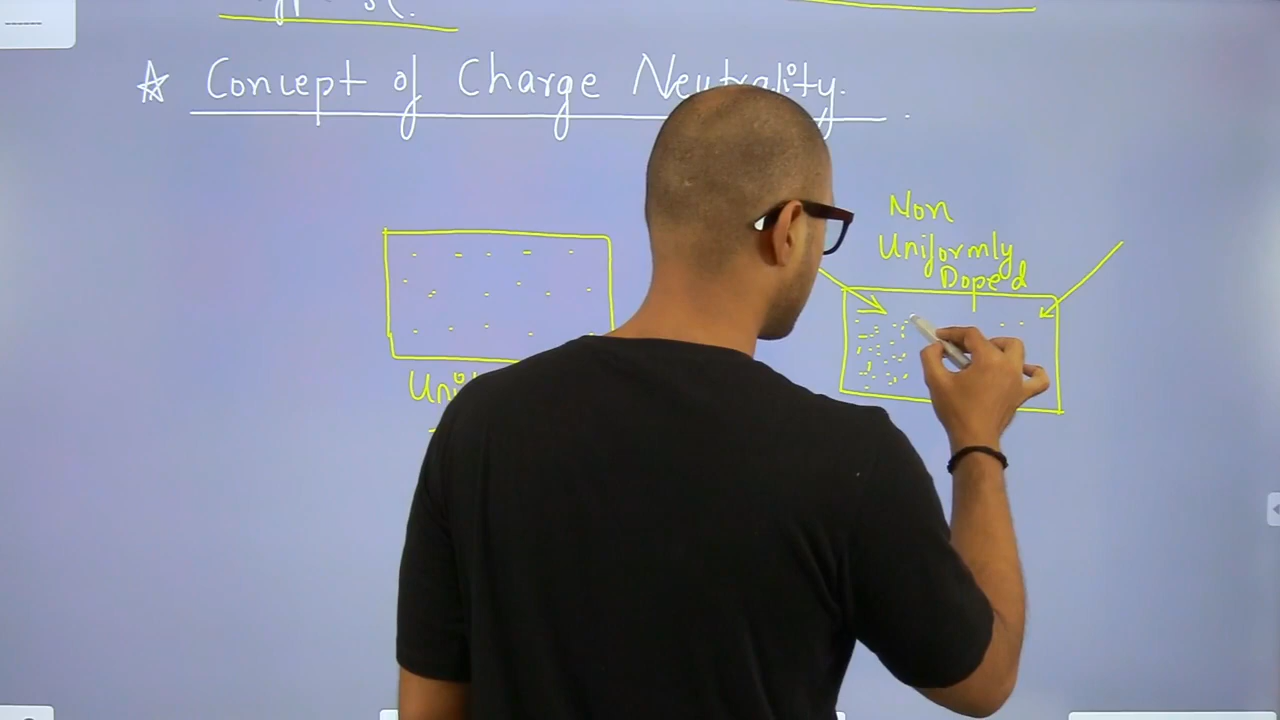 ☆ Concept of Charge Neutrality.
Non
Uniformly
Doped